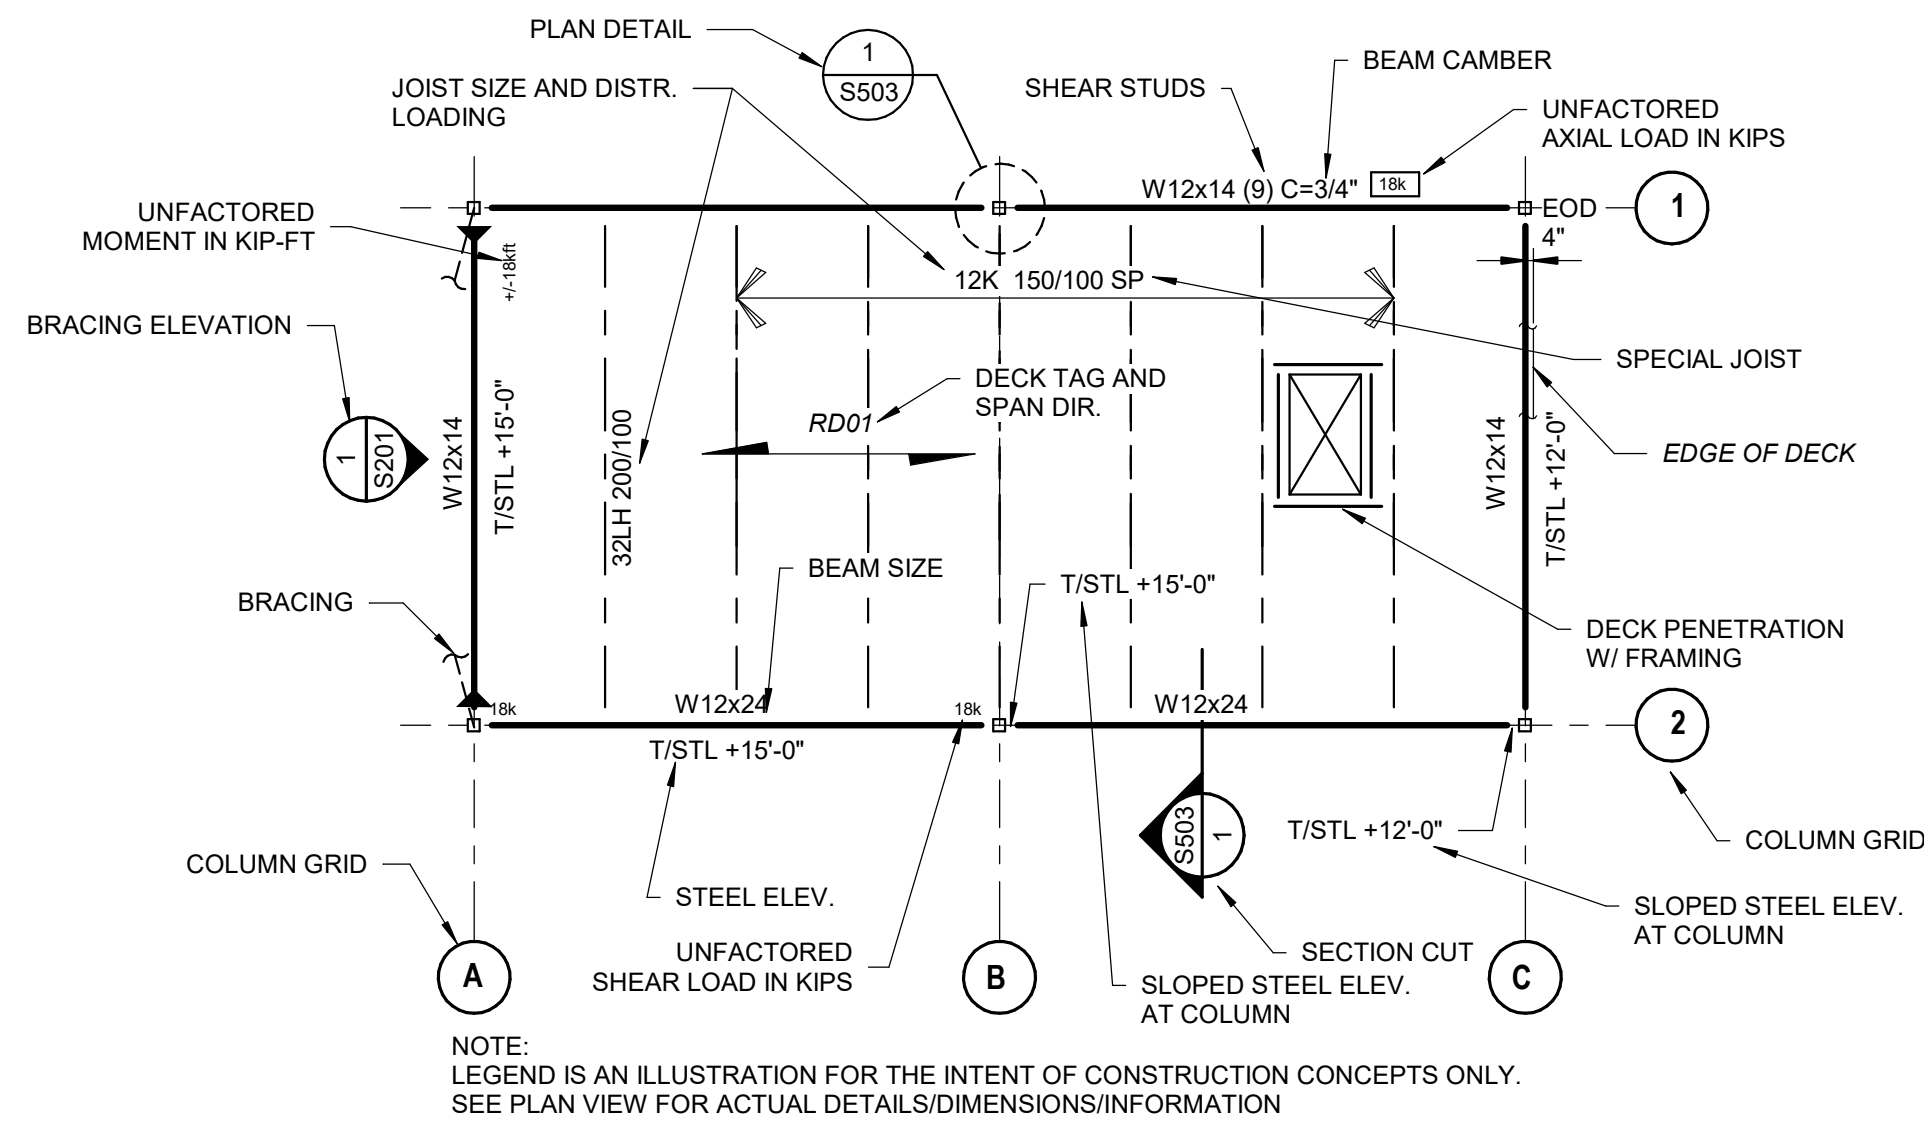 PLAN DETAIL
1
S503
BEAM CAMBER
JOIST SIZE AND DISTR.
LOADING
SHEAR STUDS
UNFACTORED
AXIAL LOAD IN KIPS
W12x14 (9) C=3/4"
18k
UNFACTORED
MOMENT IN KIP-FT
EOD
4"
1
+/-18kft
12K 150/100 SP
BRACING ELEVATION
SPECIAL JOIST
DECK TAG AND
SPAN DIR.
RD01
1
S201
W12x14
T/STL +15'-0"
32LH 200/100
W12x14
T/STL +12'-0"
EDGE OF DECK
BEAM SIZE
T/STL +15'-0"
BRACING
DECK PENETRATION
W/ FRAMING
18k
W12x24
18k
W12x24
2
T/STL +15'-0"
S503
1
T/STL +12'-0"
COLUMN GRID
COLUMN GRID
STEEL ELEV.
SLOPED STEEL ELEV.
AT COLUMN
UNFACTORED
SHEAR LOAD IN KIPS
SECTION CUT
SLOPED STEEL ELEV.
AT COLUMN
A
B
C
NOTE:
LEGEND IS AN ILLUSTRATION FOR THE INTENT OF CONSTRUCTION CONCEPTS ONLY.
SEE PLAN VIEW FOR ACTUAL DETAILS/DIMENSIONS/INFORMATION